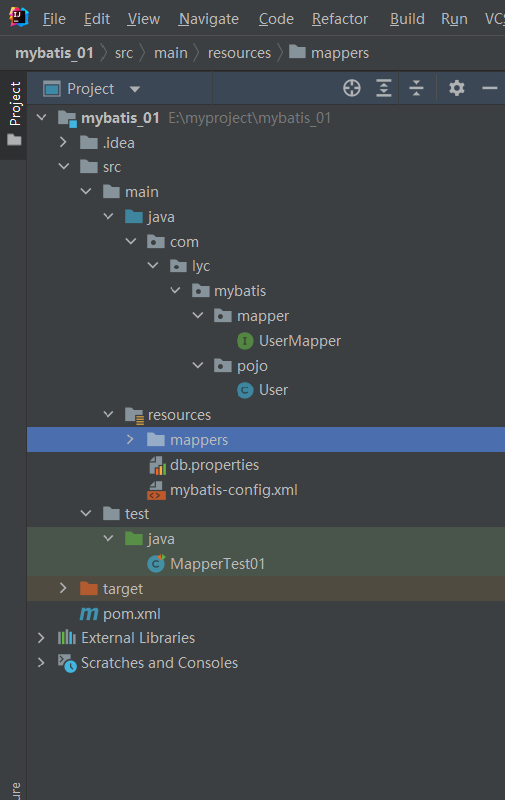 File Edit View Navigate Code Refactor Build Run VCS
mybatis_01 src main resources mappers
Project
Project
mybatis_01 E:\myproject\mybatis_01
.idea
src
main
java
com
lyc
mybatis
mapper
UserMapper
pojo
User
resources
mappers
db.properties
mybatis-config.xml
test
java
MapperTest01
target
pom.xml
External Libraries
Scratches and Consoles
ure